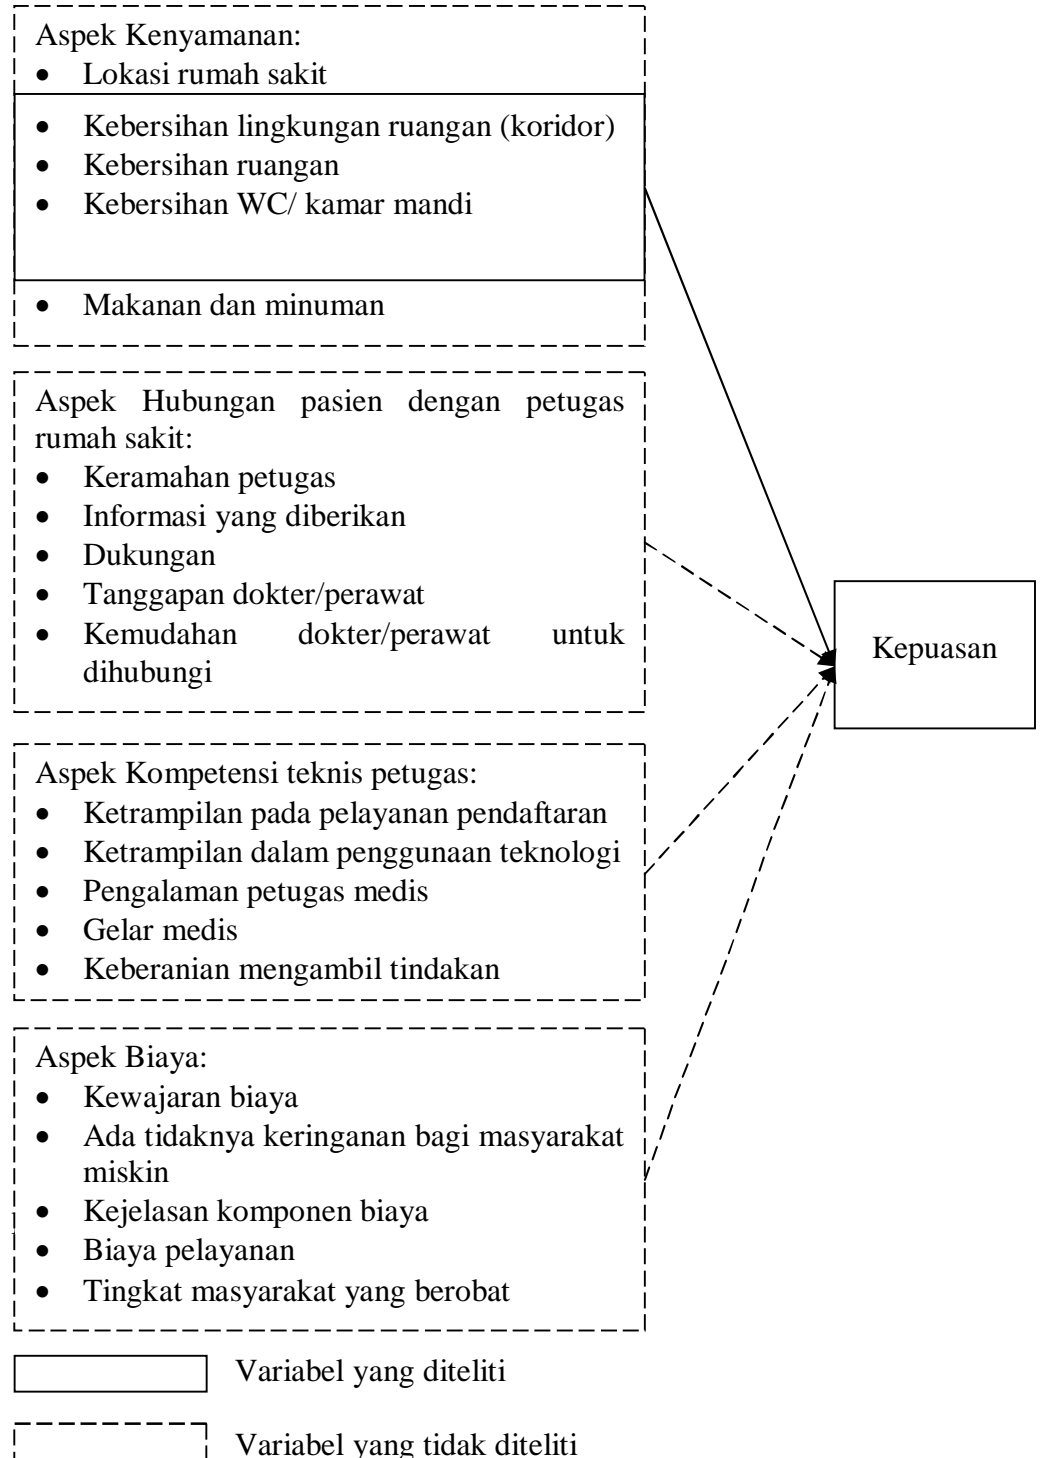 Aspek Kenyamanan:
• Lokasi rumah sakit
• Kebersihan lingkungan ruangan (koridor)
• Kebersihan ruangan
• Kebersihan WC/ kamar mandi
• Makanan dan minuman
Aspek Hubungan pasien dengan petugas
rumah sakit:
• Keramahan petugas
• Informasi yang diberikan
• Dukungan
• Tanggapan dokter/perawat
• Kemudahan dokter/perawat untuk
dihubungi
Kepuasan
Aspek Kompetensi teknis petugas:
• Ketrampilan pada pelayanan pendaftaran
• Ketrampilan dalam penggunaan teknologi
• Pengalaman petugas medis
• Gelar medis
• Keberanian mengambil tindakan
Aspek Biaya:
• Kewajaran biaya
• Ada tidaknya keringanan bagi masyarakat
miskin
• Kejelasan komponen biaya
• Biaya pelayanan
• Tingkat masyarakat yang berobat
Variabel yang diteliti
Variabel yang tidak diteliti